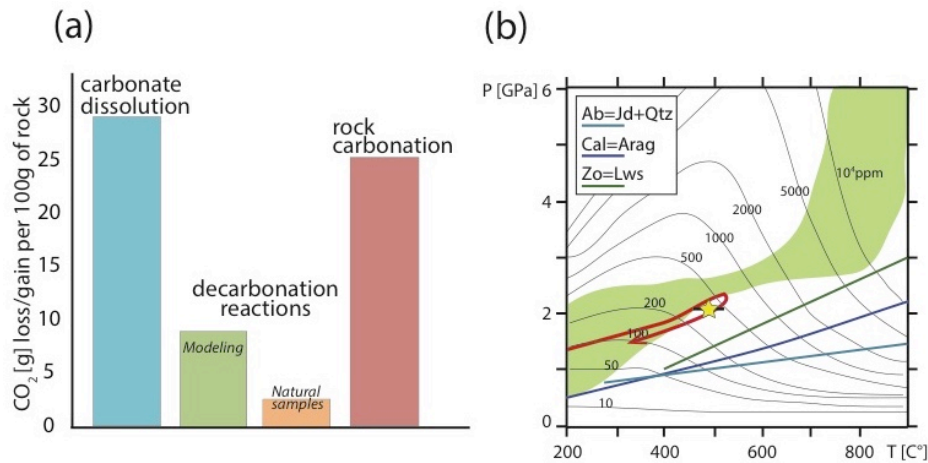 (a)
CO₂ [g] loss/gain per 100g of rock
30
25
20
15
10
5
0
carbonate
dissolution
decarbonation
reactions
Modeling
Natural
samples
rock
carbonation
(b)
P [GPa]
6
4
2
0
Ab=Jd+Qtz
Cal=Arag
Zo=Lws
10⁴ppm
5000
2000
1000
500
200
100
50
10
200
400
600
800
T [C°]